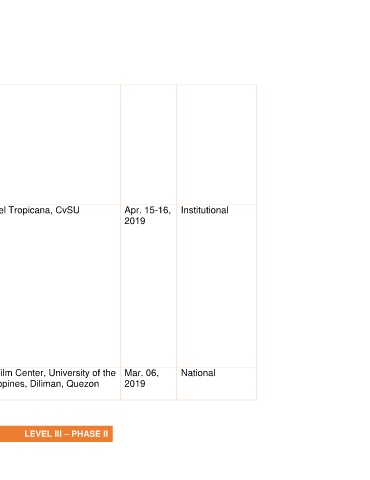 el Tropicana, CvSU
Apr. 15-16,
2019
Institutional
ilm Center, University of the
ppines, Diliman, Quezon
Mar. 06,
2019
National
LEVEL III – PHASE II